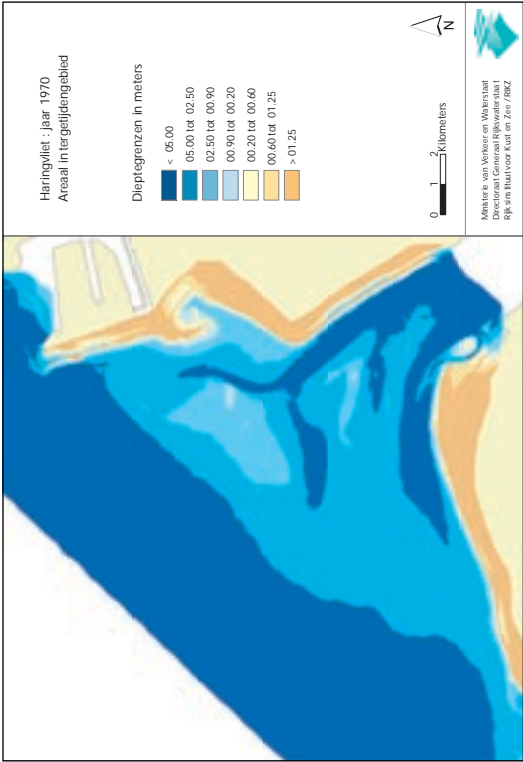 Haringvliet : jaar 1970
Areaal intergetijdengebied
Dieptegrenzen in meters
< 05.00
05.00 tot 02.50
02.50 tot 00.90
00.90 tot 00.20
00.20 tot 00.60
00.60 tot 01.25
> 01.25
N
0 1 2 Kilometers
Ministerie van Verkeer en Waterstaat
Directoraat Generaal Rijkswaterstaat
Rijksinstituut voor Kust en Zee / RIKZ